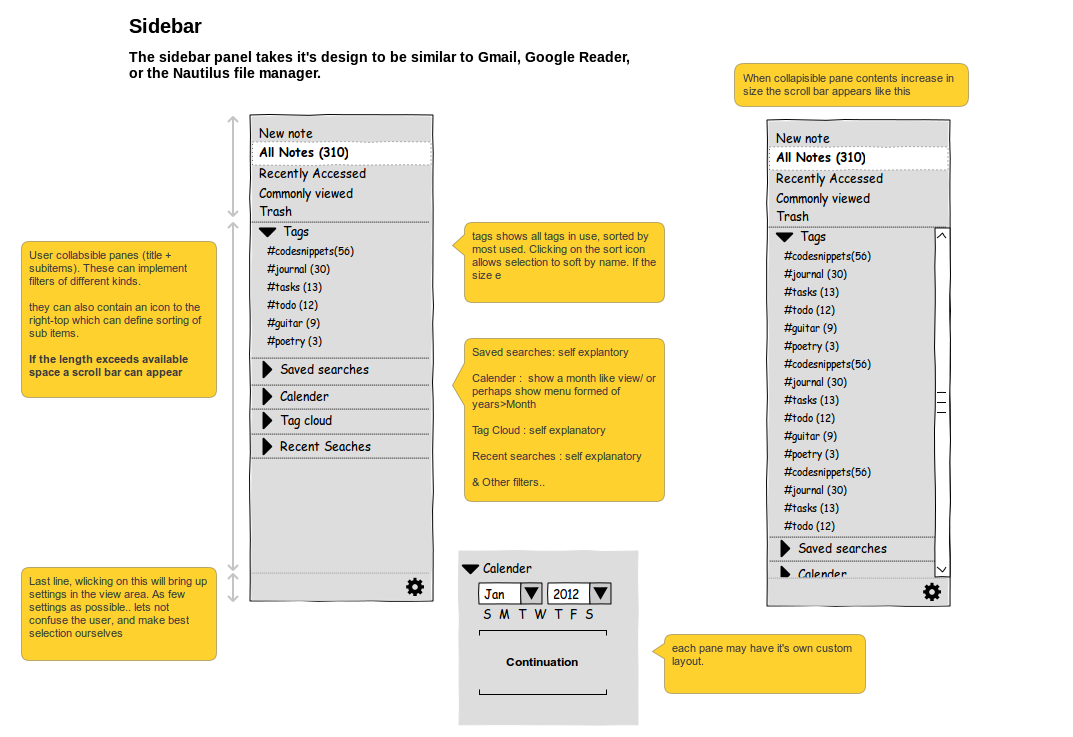 Sidebar
The sidebar panel takes it's design to be similar to Gmail, Google Reader,
or the Nautilus file manager.
When collapisible pane contents increase in
size the scroll bar appears like this
New note
All Notes (310)
Recently Accessed
Commonly viewed
Trash
Tags
#codesnippets(56)
#journal (30)
#tasks (13)
#todo (12)
#guitar (9)
#poetry (3)
Saved searches
Calender
Tag cloud
Recent Seaches
User collabsible panes (title +
subitems). These can implement
filters of different kinds.
they can also contain an icon to the
right-top which can define sorting of
sub items.
If the length exceeds available
space a scroll bar can appear
Last line, wlicking on this will bring up
settings in the view area. As few
settings as possible.. lets not
confuse the user, and make best
selection ourselves
tags shows all tags in use, sorted by
most used. Clicking on the sort icon
allows selection to soft by name. If the
size e
Saved searches: self explantory
Calender :  show a month like view/ or
perhaps show menu formed of
years>Month
Tag Cloud : self explanatory
Recent searches : self explanatory
& Other filters..
Calender
Jan 2012
S M T W T F S
Continuation
each pane may have it's own custom
layout.
New note
All Notes (310)
Recently Accessed
Commonly viewed
Trash
Tags
#codesnippets(56)
#journal (30)
#tasks (13)
#todo (12)
#guitar (9)
#poetry (3)
#codesnippets(56)
#journal (30)
#tasks (13)
#todo (12)
#guitar (9)
#poetry (3)
#codesnippets(56)
#journal (30)
#tasks (13)
#todo (12)
Saved searches
Calender